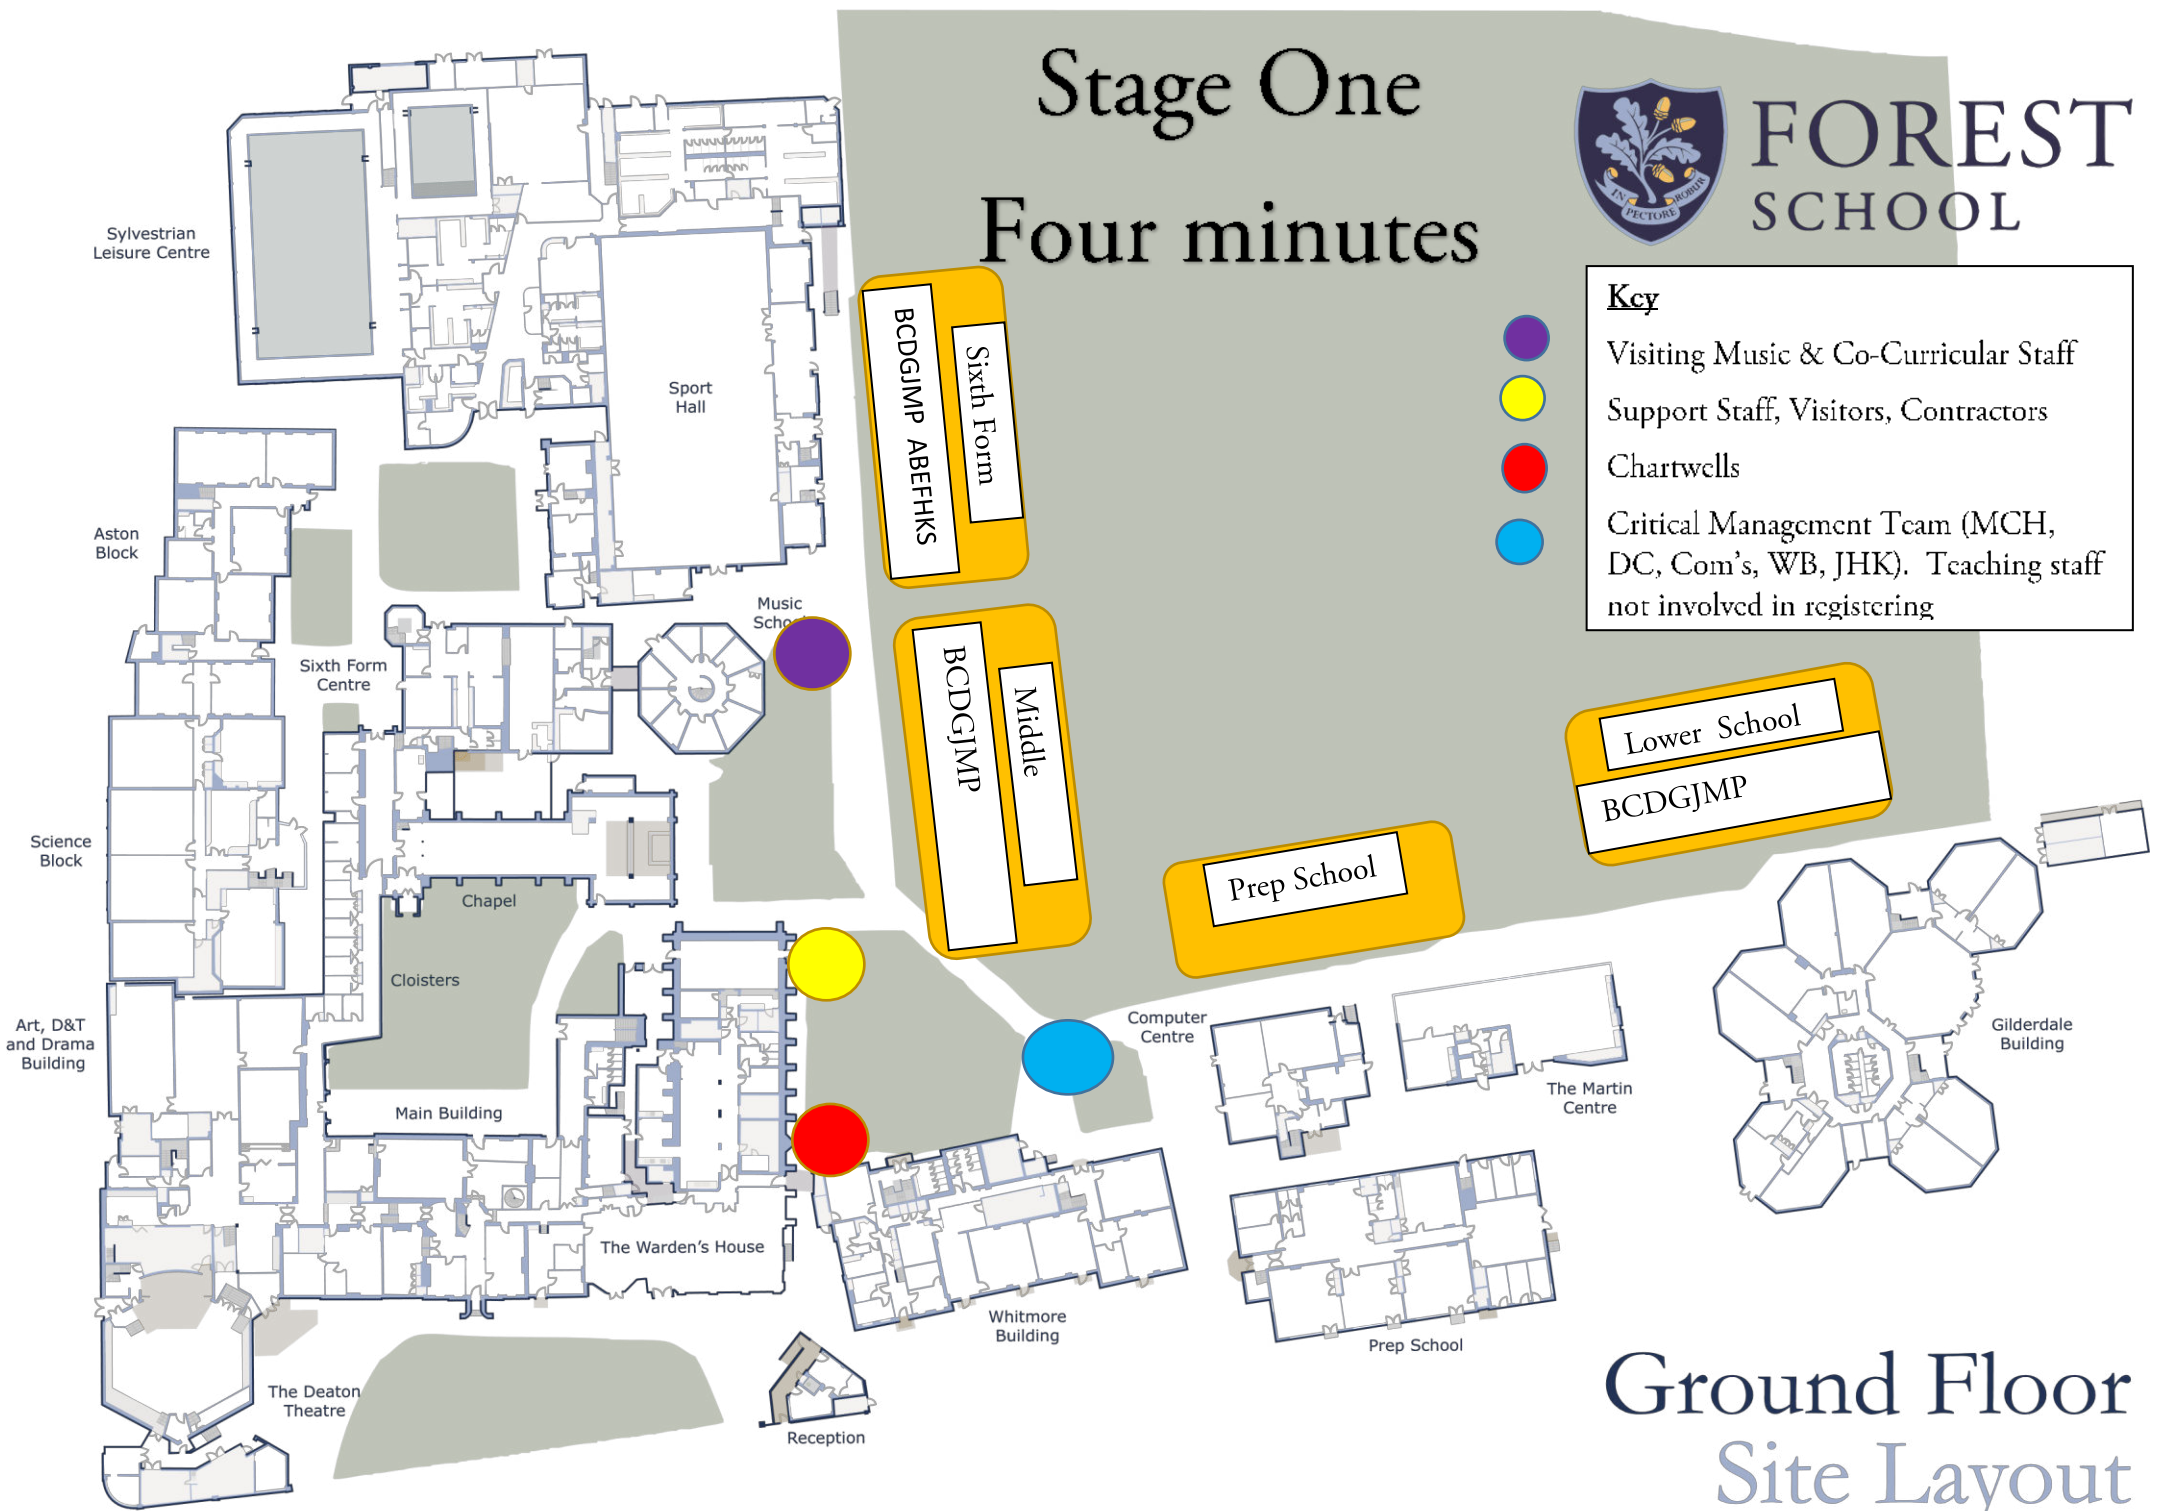 Stage One
Four minutes
FOREST
SCHOOL
IN PECTORE ROBUR
Key
Visiting Music & Co-Curricular Staff
Support Staff, Visitors, Contractors
Chartwells
Critical Management Team (MCH,
DC, Com's, WB, JHK). Teaching staff
not involved in registering
Sylvestrian
Leisure Centre
Sport
Hall
BCDGJMP ABEFHKS
Sixth Form
Aston
Block
Music
School
Sixth Form
Centre
BCDGJMP
Middle
Lower School
BCDGJMP
Prep School
Science
Block
Chapel
Cloisters
Art, D&T
and Drama
Building
Main Building
Computer
Centre
The Martin
Centre
Gilderdale
Building
The Warden's House
Whitmore
Building
Prep School
The Deaton
Theatre
Reception
Ground Floor
Site Layout